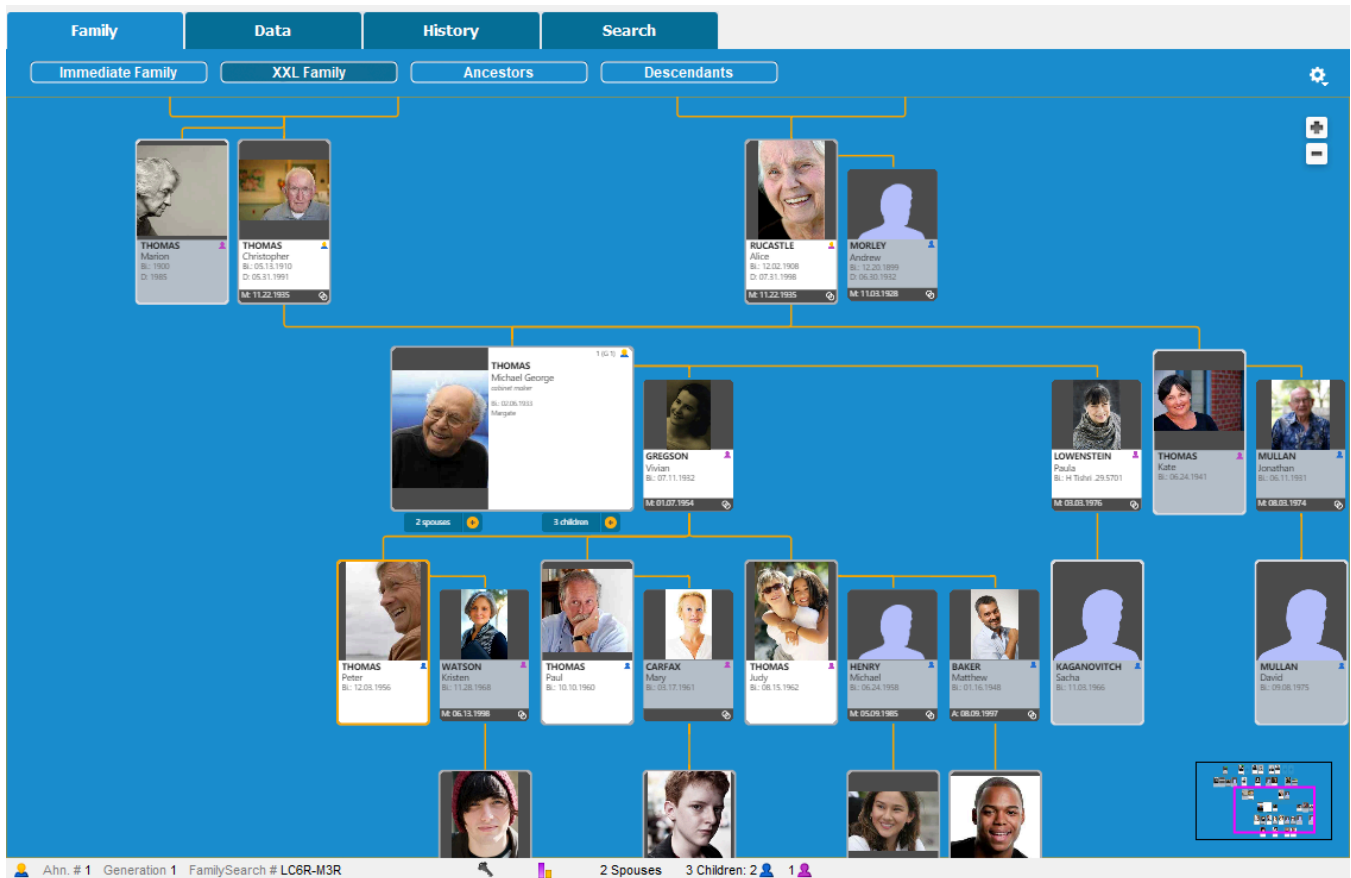 Family
Data
History
Search
Immediate Family
XXL Family
Ancestors
Descendants
THOMAS
Marion
Bi.: 1900
D: 1985
THOMAS
Christopher
Bi.: 05.13.1910
D: 05.31.1991
M: 11.22.1935
RUCASTLE
Alice
Bi.: 12.02.1908
D: 07.31.1998
M: 11.22.1935
MORLEY
Andrew
Bi.: 12.20.1899
D: 06.30.1932
M: 11.03.1928
1 (G 1)
THOMAS
Michael George
cabinet maker
Bi.: 02.06.1933
Margate
2 spouses
3 children
GREGSON
Vivian
Bi.: 07.11.1932
M: 01.07.1954
LOWENSTEIN
Paula
Bi.: H Tishri .29.5701
M: 03.03.1976
THOMAS
Kate
Bi.: 06.24.1941
MULLAN
Jonathan
Bi.: 06.11.1931
M: 08.03.1974
THOMAS
Peter
Bi.: 12.03.1956
WATSON
Kristen
Bi.: 11.28.1968
M: 06.13.1998
THOMAS
Paul
Bi.: 10.10.1960
CARFAX
Mary
Bi.: 03.17.1961
THOMAS
Judy
Bi.: 08.15.1962
HENRY
Michael
Bi.: 06.24.1958
M: 05.09.1985
BAKER
Matthew
Bi.: 01.16.1948
A: 08.09.1997
KAGANOVITCH
Sacha
Bi.: 11.03.1966
MULLAN
David
Bi.: 09.08.1975
Ahn. # 1 Generation 1 FamilySearch # LC6R-M3R 2 Spouses 3 Children: 2 1